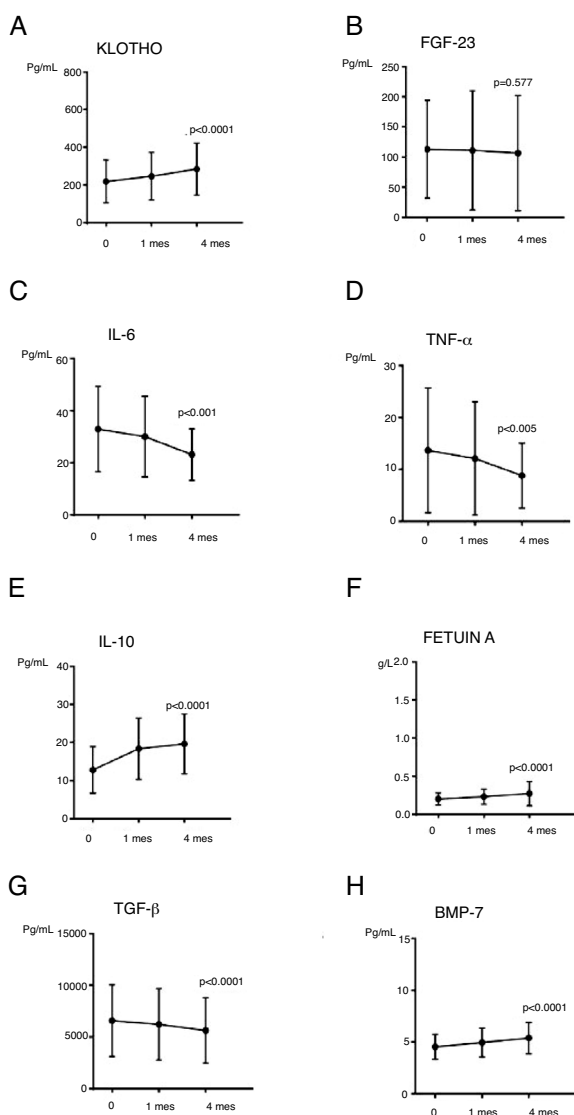 A
KLOTHO
Pg/mL
800
600
400
200
0
p<0.0001
0 1 mes 4 mes
B
FGF-23
Pg/mL
250
200
150
100
50
0
p=0.577
0 1 mes 4 mes
C
IL-6
Pg/mL
60
40
20
0
p<0.001
0 1 mes 4 mes
D
TNF-α
Pg/mL
30
20
10
0
p<0.005
0 1 mes 4 mes
E
IL-10
Pg/mL
40
30
20
10
0
p<0.0001
0 1 mes 4 mes
F
FETUIN A
g/L
2.0
1.5
1.0
0.5
0.0
p<0.0001
0 1 mes 4 mes
G
TGF-β
Pg/mL
15000
10000
5000
0
p<0.0001
0 1 mes 4 mes
H
BMP-7
Pg/mL
15
10
5
0
p<0.0001
0 1 mes 4 mes